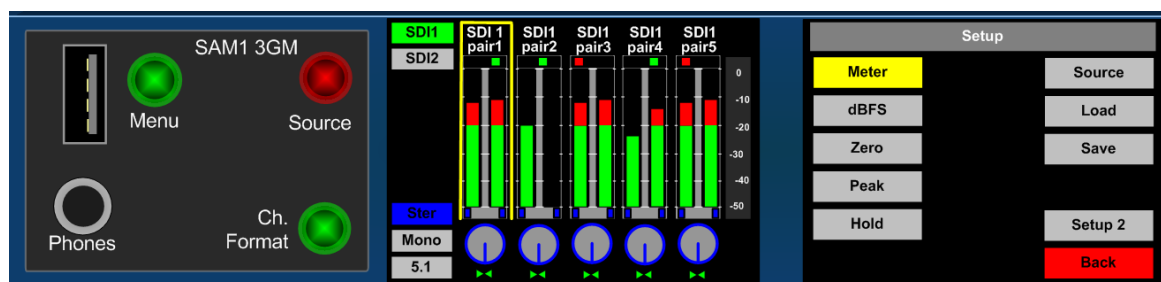 SAM1 3GM
Menu
Source
Phones
Ch.
Format
SDI1
SDI2
SDI 1
pair1
SDI1
pair2
SDI1
pair3
SDI1
pair4
SDI1
pair5
0
-10
-20
-30
-40
-50
Ster
Mono
5.1
Setup
Meter
Source
dBFS
Load
Zero
Save
Peak
Hold
Setup 2
Back